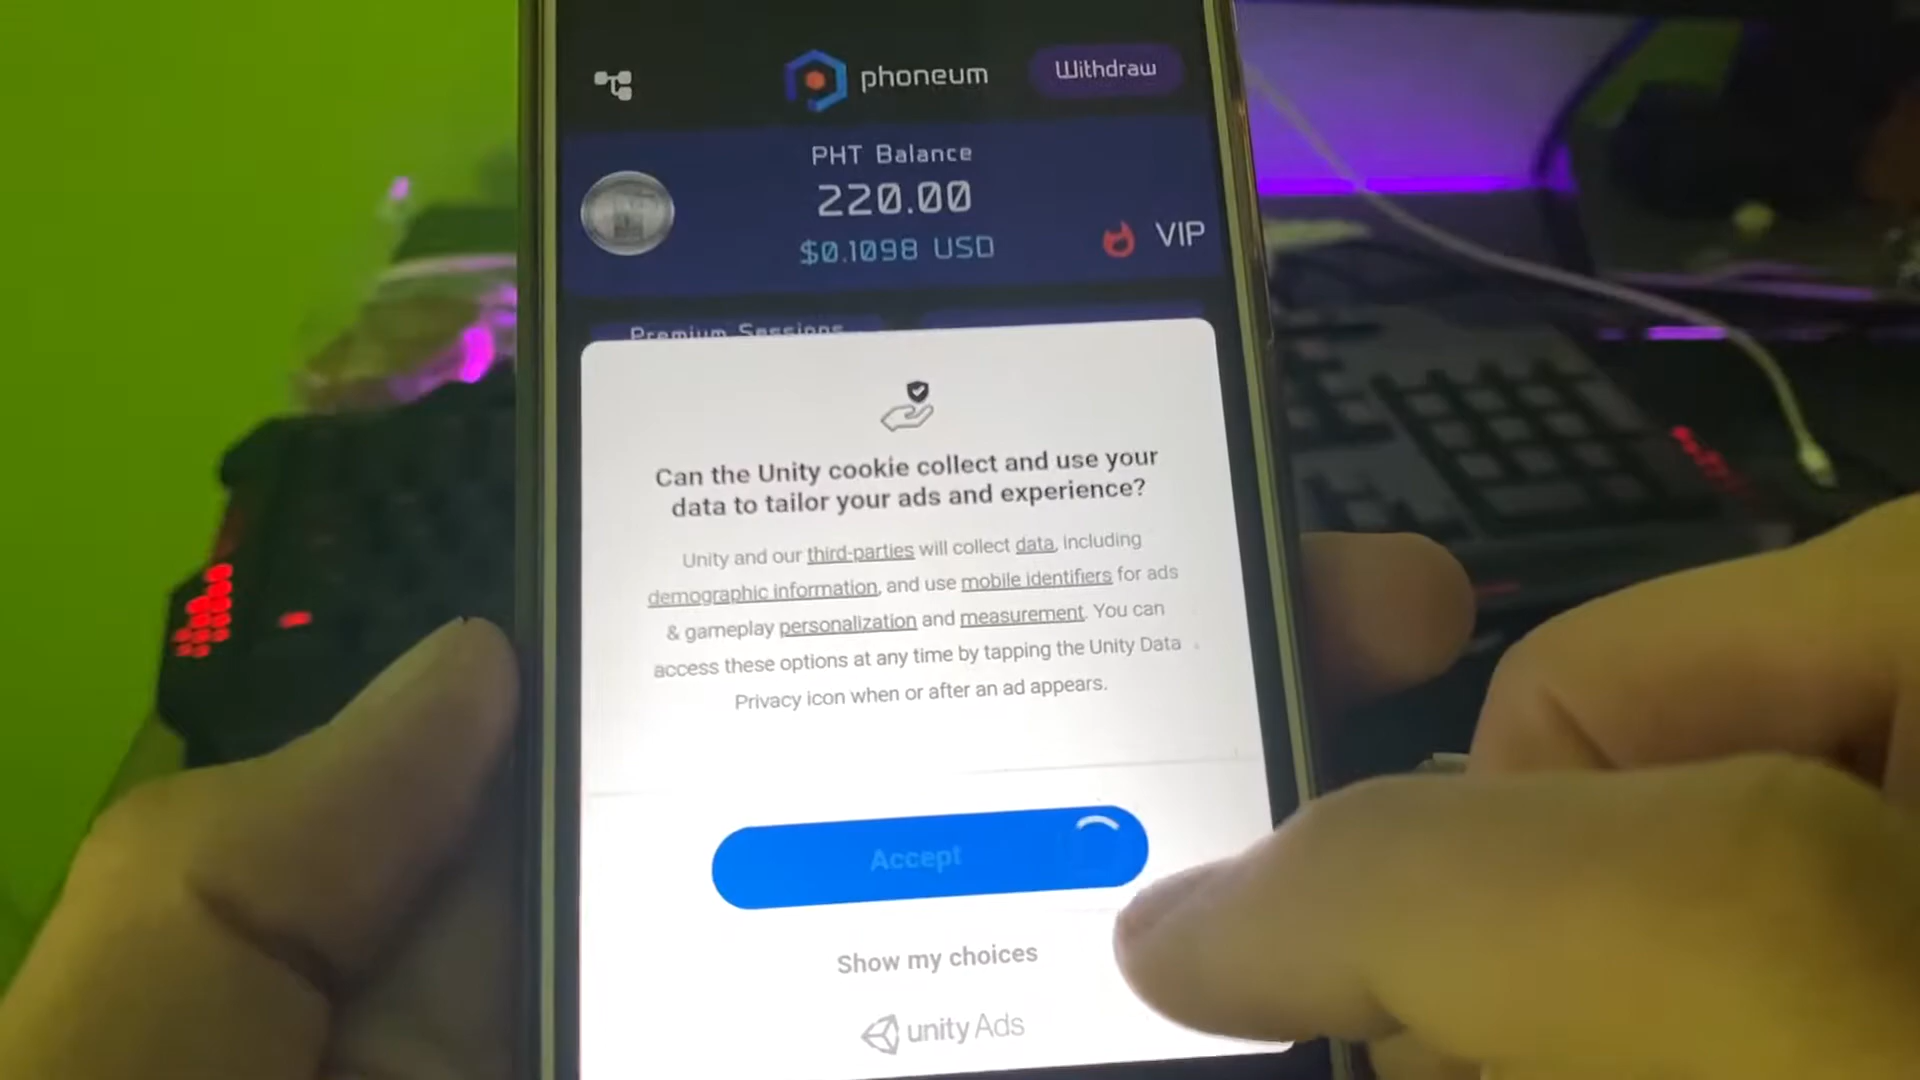 phoneum
Withdraw
PHT Balance
220.00
$0.1098 USD
VIP
Premium Sessions
Can the Unity cookie collect and use your
data to tailor your ads and experience?
Unity and our third-parties will collect data, including
demographic information, and use mobile identifiers for ads
& gameplay personalization and measurement. You can
access these options at any time by tapping the Unity Data
Privacy icon when or after an ad appears.
Accept
Show my choices
unity Ads